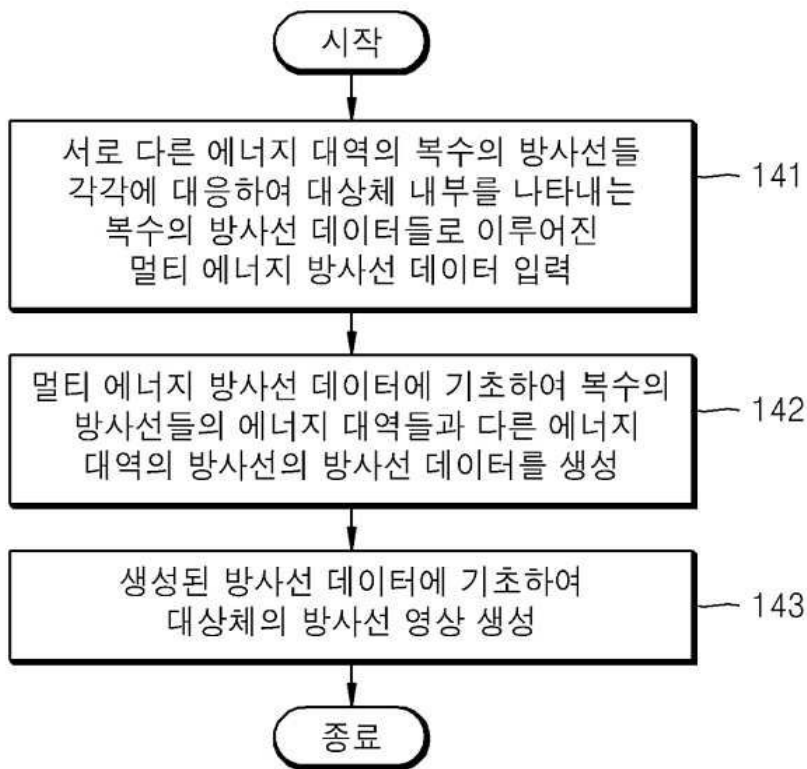 시작
서로 다른 에너지 대역의 복수의 방사선들
각각에 대응하여 대상체 내부를 나타내는
복수의 방사선 데이터들로 이루어진
멀티 에너지 방사선 데이터 입력
141
멀티 에너지 방사선 데이터에 기초하여 복수의
방사선들의 에너지 대역들과 다른 에너지
대역의 방사선의 방사선 데이터를 생성
142
생성된 방사선 데이터에 기초하여
대상체의 방사선 영상 생성
143
종료